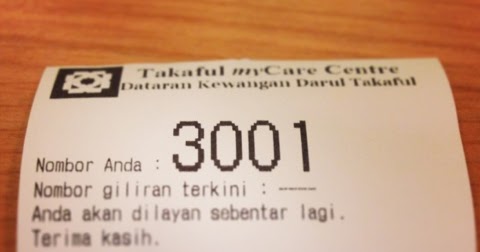 Takaful myCare Centre
Dataran Kewangan Darul Takaful
Nombor Anda : 3001
Nombor giliran terkini : ----
Anda akan dilayan sebentar lagi.
Terima kasih.